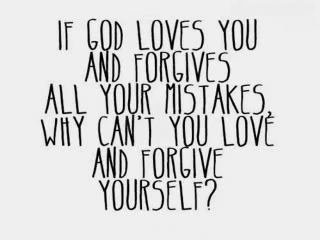 IF GOD LOVES YOU
AND FORGIVES
ALL YOUR MISTAKES,
WHY CAN'T YOU LOVE
AND FORGIVE
YOURSELF?